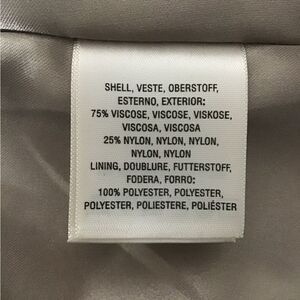 SHELL, VESTE, OBERSTOFF,
ESTERNO, EXTERIOR:
75% VISCOSE, VISCOSE, VISKOSE,
VISCOSA, VISCOSA
25% NYLON, NYLON, NYLON,
NYLON, NYLON
LINING, DOUBLURE, FUTTERSTOFF,
FODERA, FORRO:
100% POLYESTER, POLYESTER,
POLYESTER, POLIESTERE, POLIÉSTER